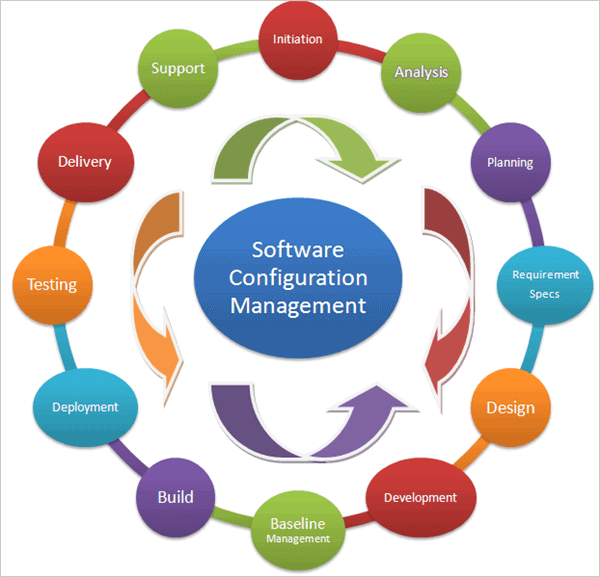 Initiation
Analysis
Planning
Requirement
Specs
Design
Development
Baseline
Management
Build
Deployment
Testing
Delivery
Support
Software
Configuration
Management